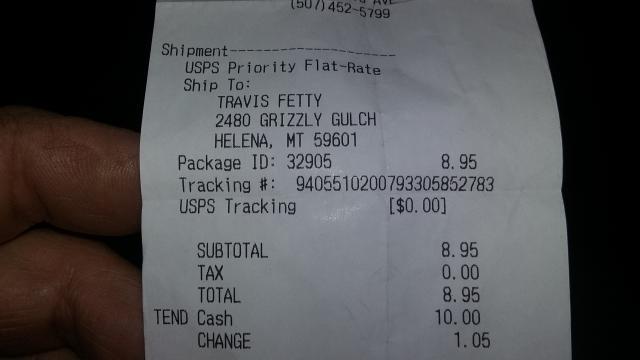 AVE
(507)452-5799
Shipment--------------------
USPS Priority Flat-Rate
Ship To:
TRAVIS FETTY
2480 GRIZZLY GULCH
HELENA, MT 59601
Package ID: 32905 8.95
Tracking #: 9405510200793305852783
USPS Tracking [$0.00]
SUBTOTAL 8.95
TAX 0.00
TOTAL 8.95
TEND Cash 10.00
CHANGE 1.05